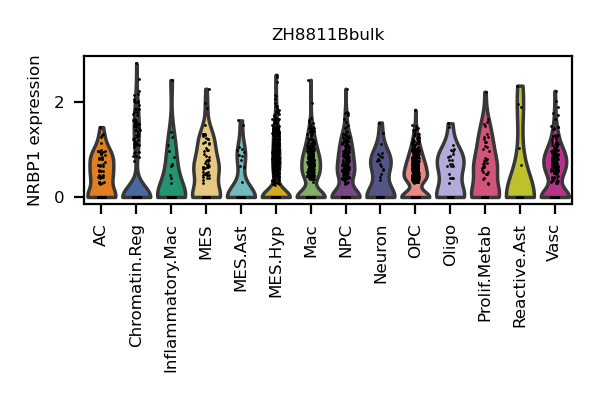 ZH8811Bbulk
NRBP1 expression
2
0
AC
Chromatin.Reg
Inflammatory.Mac
MES
MES.Ast
MES.Hyp
Mac
NPC
Neuron
OPC
Oligo
Prolif.Metab
Reactive.Ast
Vasc